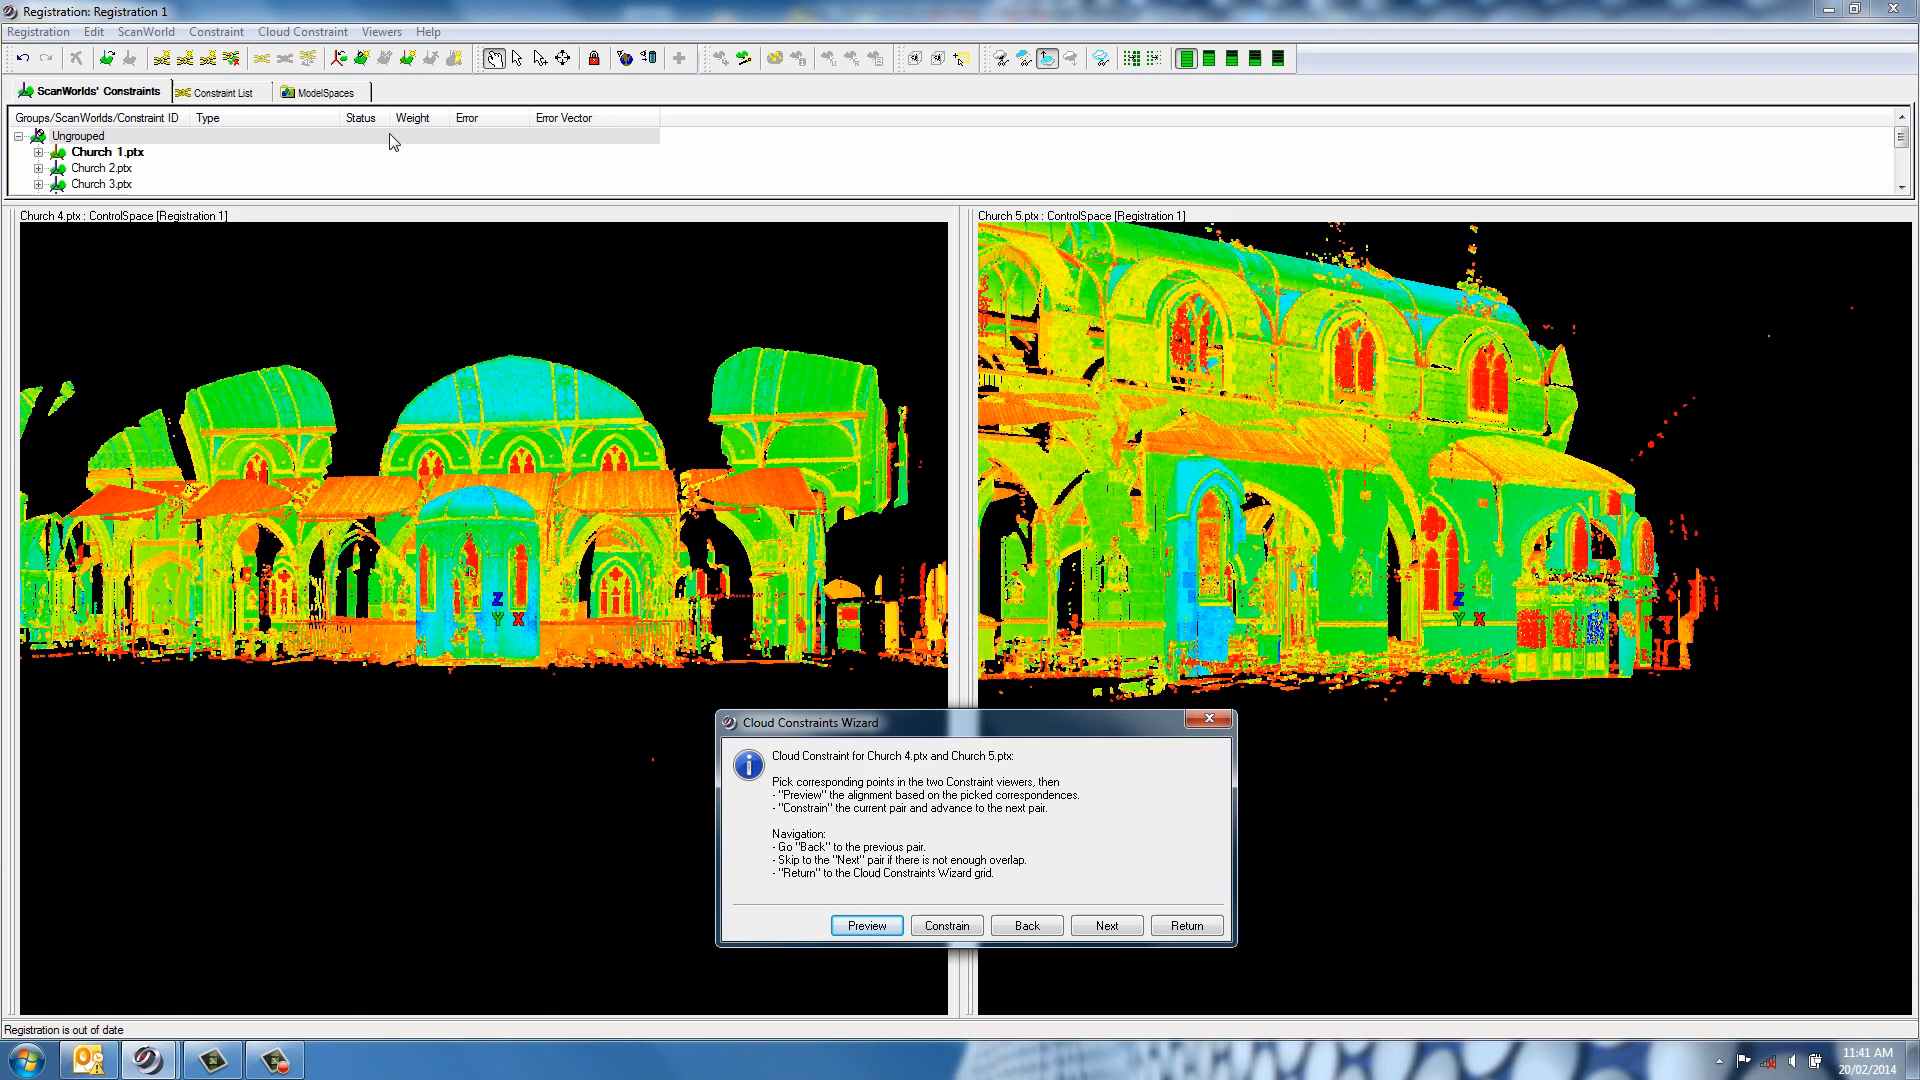 Registration: Registration 1
Registration Edit ScanWorld Constraint Cloud Constraint Viewers Help
ScanWorlds' Constraints Constraint List ModelSpaces
Groups/ScanWorlds/Constraint ID Type Status Weight Error Error Vector
Ungrouped
Church 1.ptx
Church 2.ptx
Church 3.ptx
Church 4.ptx : ControlSpace [Registration 1] Church 5.ptx : ControlSpace [Registration 1]
Z
Y X
Z
Y X
Cloud Constraints Wizard
Cloud Constraint for Church 4.ptx and Church 5.ptx:
Pick corresponding points in the two Constraint viewers, then
- "Preview" the alignment based on the picked correspondences.
- "Constrain" the current pair and advance to the next pair.
Navigation:
- Go "Back" to the previous pair.
- Skip to the "Next" pair if there is not enough overlap.
- "Return" to the Cloud Constraints Wizard grid.
Preview Constrain Back Next Return
Registration is out of date
11:41 AM
20/02/2014